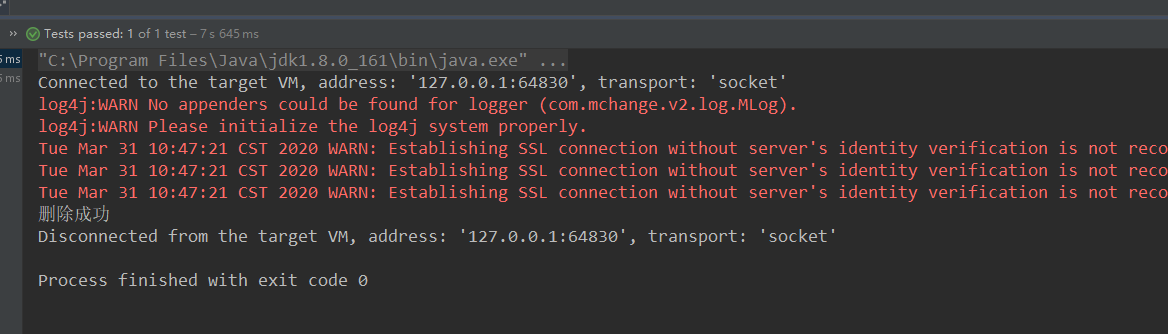 Tests passed: 1 of 1 test – 7 s 645 ms
ms
"C:\Program Files\Java\jdk1.8.0_161\bin\java.exe" ...
ms
Connected to the target VM, address: '127.0.0.1:64830', transport: 'socket'
log4j:WARN No appenders could be found for logger (com.mchange.v2.log.MLog).
log4j:WARN Please initialize the log4j system properly.
Tue Mar 31 10:47:21 CST 2020 WARN: Establishing SSL connection without server's identity verification is not reco
Tue Mar 31 10:47:21 CST 2020 WARN: Establishing SSL connection without server's identity verification is not reco
Tue Mar 31 10:47:21 CST 2020 WARN: Establishing SSL connection without server's identity verification is not reco
删除成功
Disconnected from the target VM, address: '127.0.0.1:64830', transport: 'socket'
Process finished with exit code 0